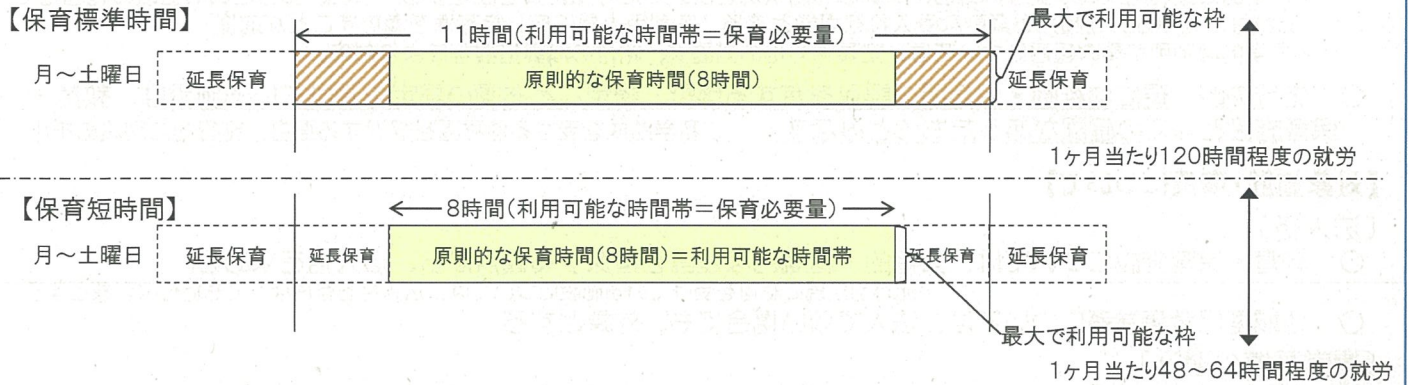 【保育標準時間】
最大で利用可能な枠
11時間(利用可能な時間帯＝保育必要量)
月～土曜日
延長保育
原則的な保育時間(8時間)
延長保育
1ヶ月当たり120時間程度の就労
【保育短時間】
8時間(利用可能な時間帯＝保育必要量)
月～土曜日
延長保育
延長保育
原則的な保育時間(8時間)＝利用可能な時間帯
延長保育
延長保育
最大で利用可能な枠
1ヶ月当たり48～64時間程度の就労